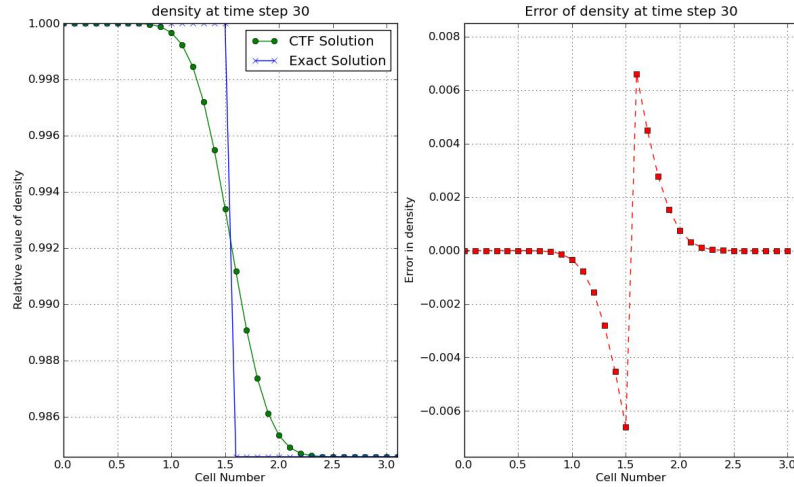 density at time step 30
CTF Solution
Exact Solution
1.000
0.998
0.996
0.994
0.992
0.990
0.988
0.986
Relative value of density
0.0 0.5 1.0 1.5 2.0 2.5 3.0
Cell Number
Error of density at time step 30
0.008
0.006
0.004
0.002
0.000
−0.002
−0.004
−0.006
Error in density
0.0 0.5 1.0 1.5 2.0 2.5 3.0
Cell Number